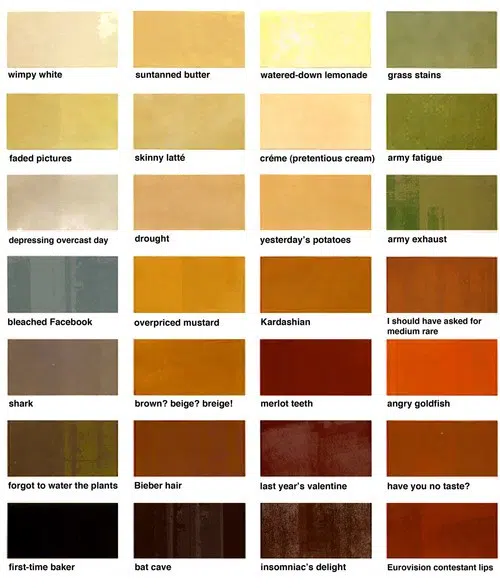 wimpy white
suntanned butter
watered-down lemonade
grass stains
faded pictures
skinny latté
créme (pretentious cream)
army fatigue
depressing overcast day
drought
yesterday's potatoes
army exhaust
bleached Facebook
overpriced mustard
Kardashian
I should have asked for
medium rare
shark
brown? beige? breige!
merlot teeth
angry goldfish
forgot to water the plants
Bieber hair
last year's valentine
have you no taste?
first-time baker
bat cave
insomniac's delight
Eurovision contestant lips